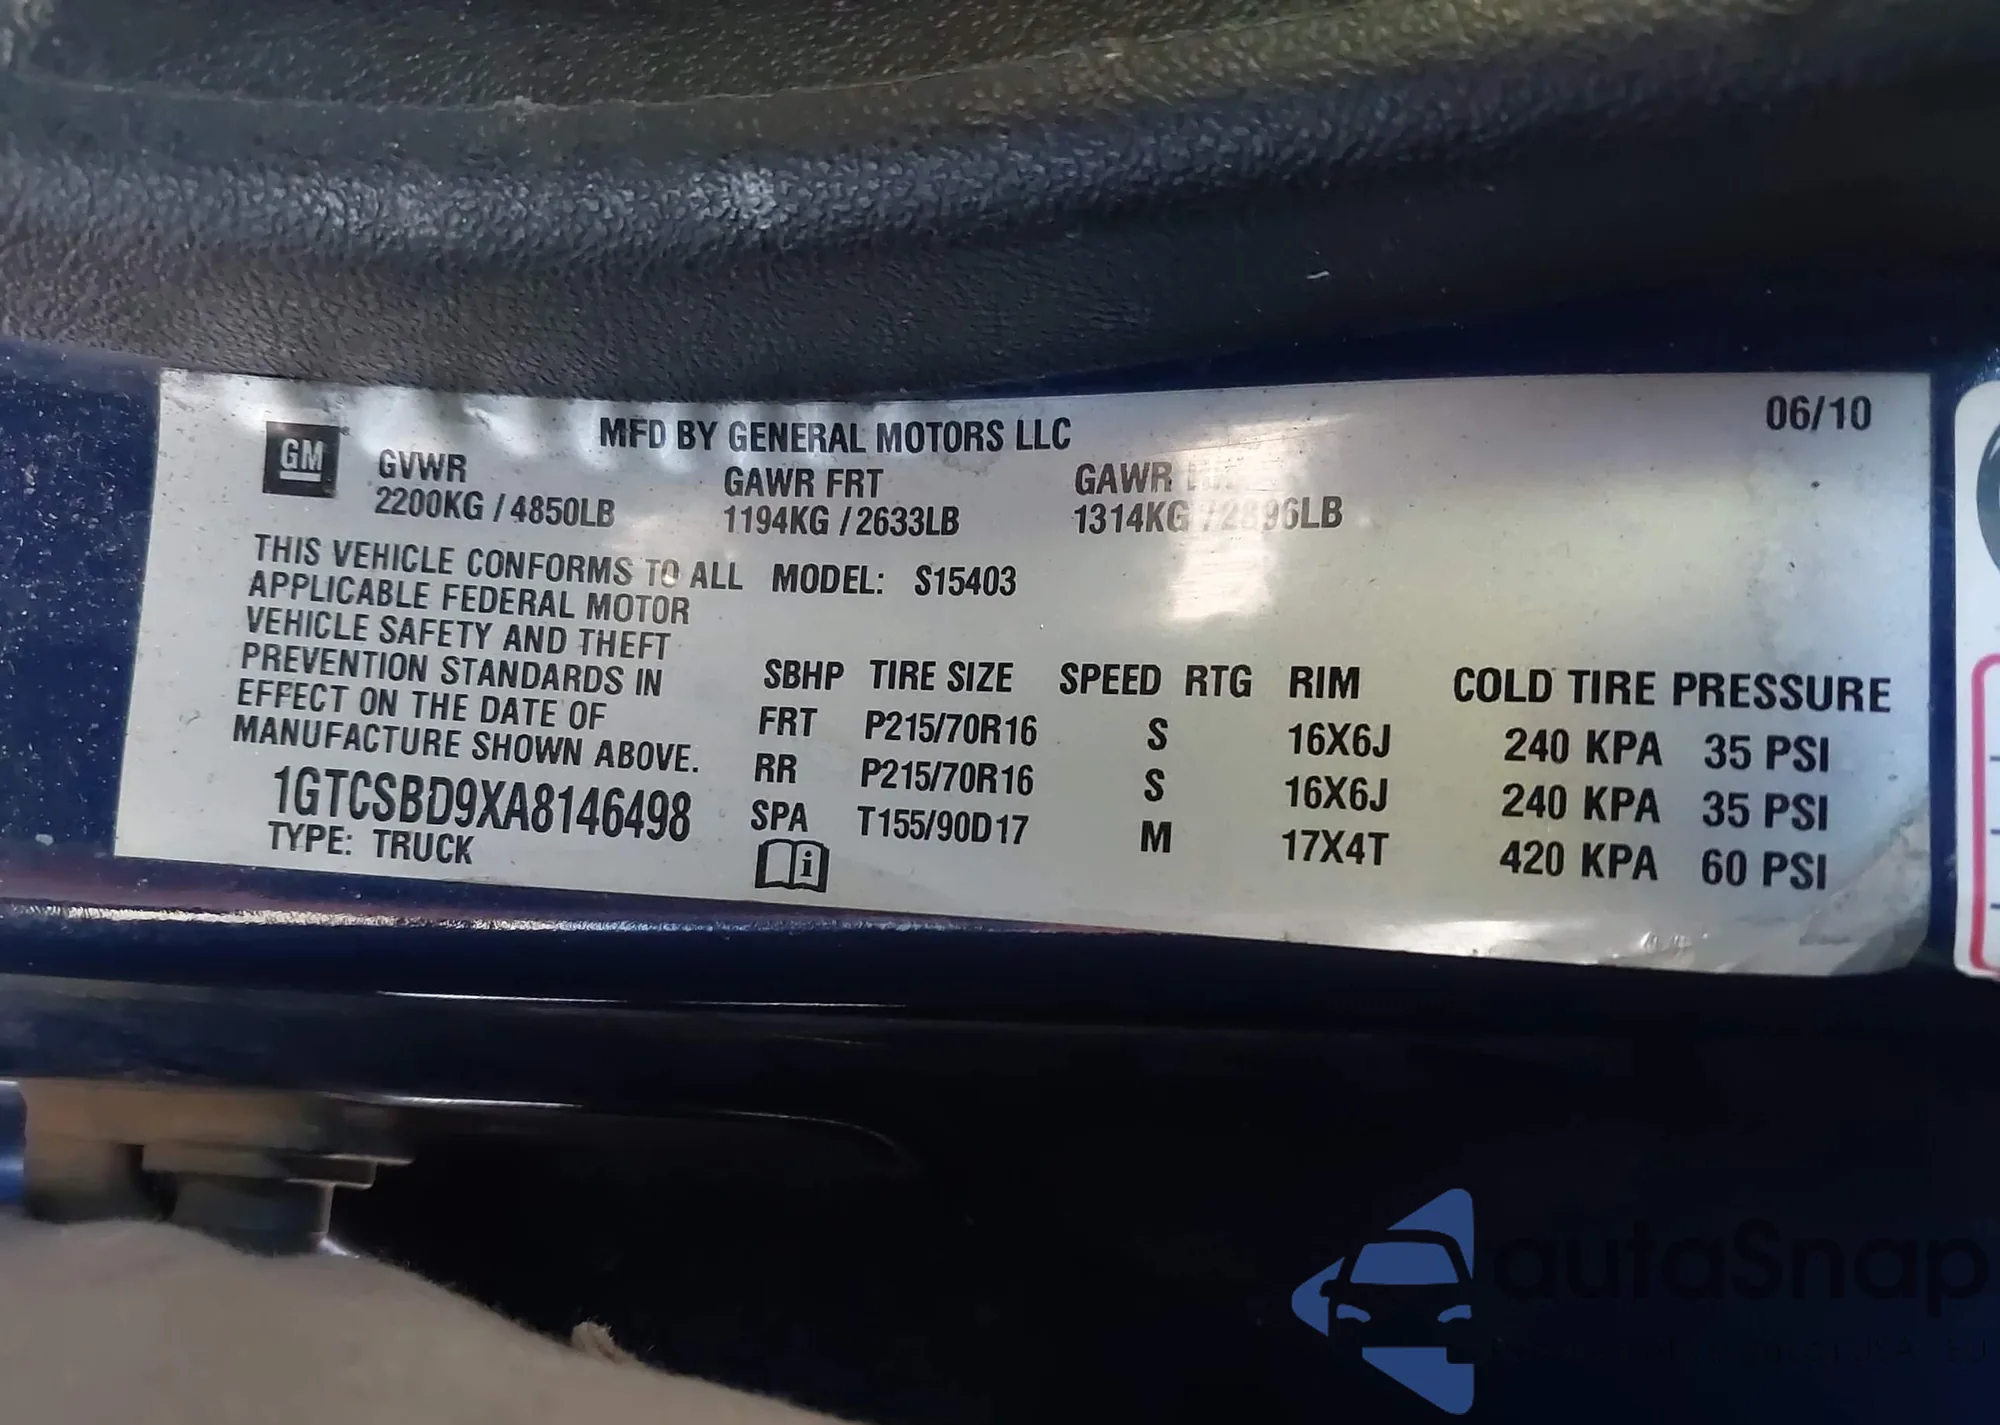 MFD BY GENERAL MOTORS LLC
06/10
GM
GVWR GAWR FRT GAWR
2200KG / 4850LB 1194KG / 2633LB 1314KG / 2896LB
THIS VEHICLE CONFORMS TO ALL
APPLICABLE FEDERAL MOTOR
VEHICLE SAFETY AND THEFT
PREVENTION STANDARDS IN
EFFECT ON THE DATE OF
MANUFACTURE SHOWN ABOVE.
1GTCSBD9XA8146498
TYPE: TRUCK
MODEL: S15403
SBHP TIRE SIZE SPEED RTG RIM COLD TIRE PRESSURE
FRT P215/70R16 S 16X6J 240 KPA 35 PSI
RR P215/70R16 S 16X6J 240 KPA 35 PSI
SPA T155/90D17 M 17X4T 420 KPA 60 PSI
i
autoSnap